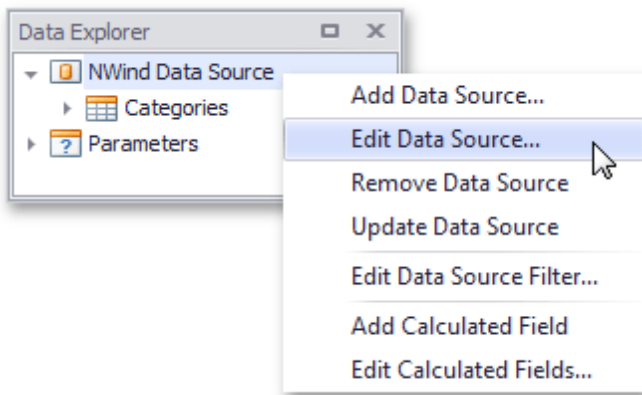 Data Explorer
NWind Data Source
Categories
? Parameters
Add Data Source...
Edit Data Source...
Remove Data Source
Update Data Source
Edit Data Source Filter...
Add Calculated Field
Edit Calculated Fields...